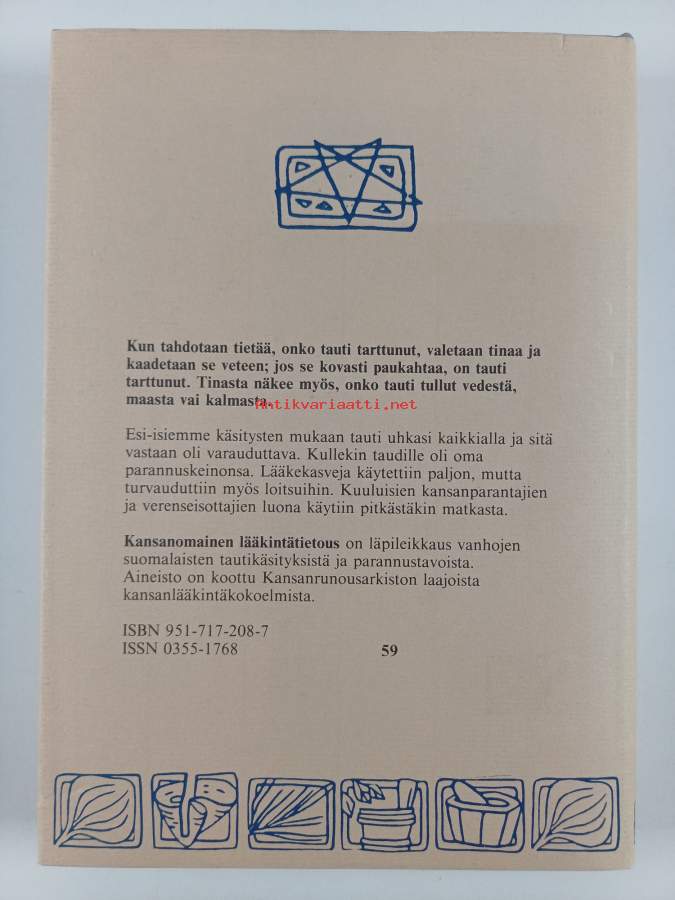 Kun tahdotaan tietää, onko tauti tarttunut, valetaan tinaa ja
kaadetaan se veteen; jos se kovasti paukahtaa, on tauti
tarttunut. Tinasta näkee myös, onko tauti tullut vedestä,
maasta vai kalmasta.
Antikvariaatti.net
Esi-isiemme käsitysten mukaan tauti uhkasi kaikkialla ja sitä
vastaan oli varauduttava. Kullekin taudille oli oma
parannuskeinonsa. Lääkekasveja käytettiin paljon, mutta
turvauduttiin myös loitsuihin. Kuuluisien kansanparantajien
ja verenseisottajien luona käytiin pitkästäkin matkasta.
Kansanomainen lääkintätietous on läpileikkaus vanhojen
suomalaisten tautikäsityksistä ja parannustavoista.
Aineisto on koottu Kansanrunousarkiston laajoista
kansanlääkintäkokoelmista.
ISBN 951-717-208-7
ISSN 0355-1768 59